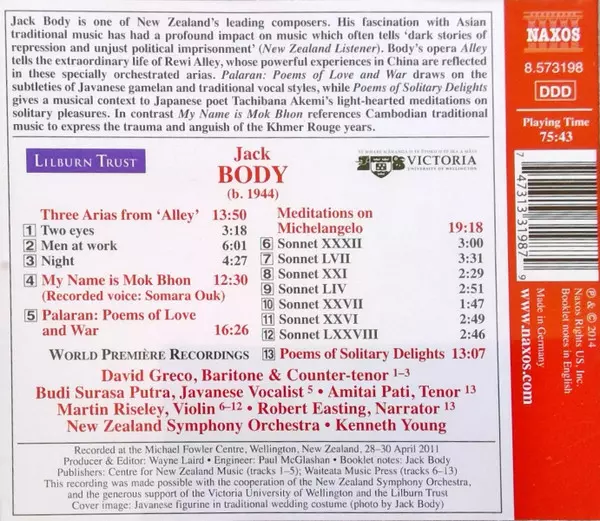 Jack Body is one of New Zealand's leading composers. His fascination with Asian
traditional music has had a profound impact on music which often tells 'dark stories of
repression and unjust political imprisonment' (New Zealand Listener). Body's opera Alley
tells the extraordinary life of Rewi Alley, whose powerful experiences in China are reflected
in these specially orchestrated arias. Palaran: Poems of Love and War draws on the
subtleties of Javanese gamelan and traditional vocal styles, while Poems of Solitary Delights
gives a musical context to Japanese poet Tachibana Akemi's light-hearted meditations on
solitary pleasures. In contrast My Name is Mok Bhon references Cambodian traditional
music to express the trauma and anguish of the Khmer Rouge years.
LILBURN TRUST
Jack
BODY
(b. 1944)
VICTORIA
UNIVERSITY OF WELLINGTON
Three Arias from 'Alley' 13:50
1 Two eyes 3:18
2 Men at work 6:01
3 Night 4:27
4 My Name is Mok Bhon 12:30
(Recorded voice: Somara Ouk)
5 Palaran: Poems of Love
and War 16:26
Meditations on
Michelangelo 19:18
6 Sonnet XXXII 3:00
7 Sonnet LVII 3:31
8 Sonnet XXI 2:29
9 Sonnet LIV 2:51
10 Sonnet XXVII 1:47
11 Sonnet XXVI 2:49
12 Sonnet LXXVIII 2:46
WORLD PREMIÈRE RECORDINGS
13 Poems of Solitary Delights 13:07
David Greco, Baritone & Counter-tenor 1–3
Budi Surasa Putra, Javanese Vocalist 5 • Amitai Pati, Tenor 13
Martin Riseley, Violin 6–12 • Robert Easting, Narrator 13
New Zealand Symphony Orchestra • Kenneth Young
Recorded at the Michael Fowler Centre, Wellington, New Zealand, 28–30 April 2011
Producer & Editor: Wayne Laird • Engineer: Paul McGlashan • Booklet notes: Jack Body
Publishers: Centre for New Zealand Music (tracks 1–5); Waiteata Music Press (tracks 6–13)
This recording was made possible with the cooperation of the New Zealand Symphony Orchestra,
and the generous support of the Victoria University of Wellington and the Lilburn Trust
Cover image: Javanese figurine in traditional wedding costume (photo by Jack Body)
NAXOS
8.573198
DDD
Playing Time
75:43
7 47313 31987 9
www.naxos.com
Made in Germany
℗ & © 2014
Naxos Rights US, Inc.
Booklet notes in English